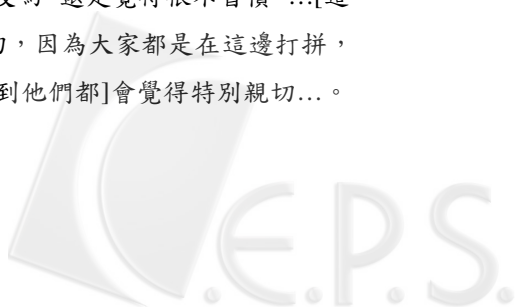 還是覺得很不習慣"…[這
,因為大家都是在這邊打拼,
到他們都]會覺得特別親切…。
C.E.P.S.